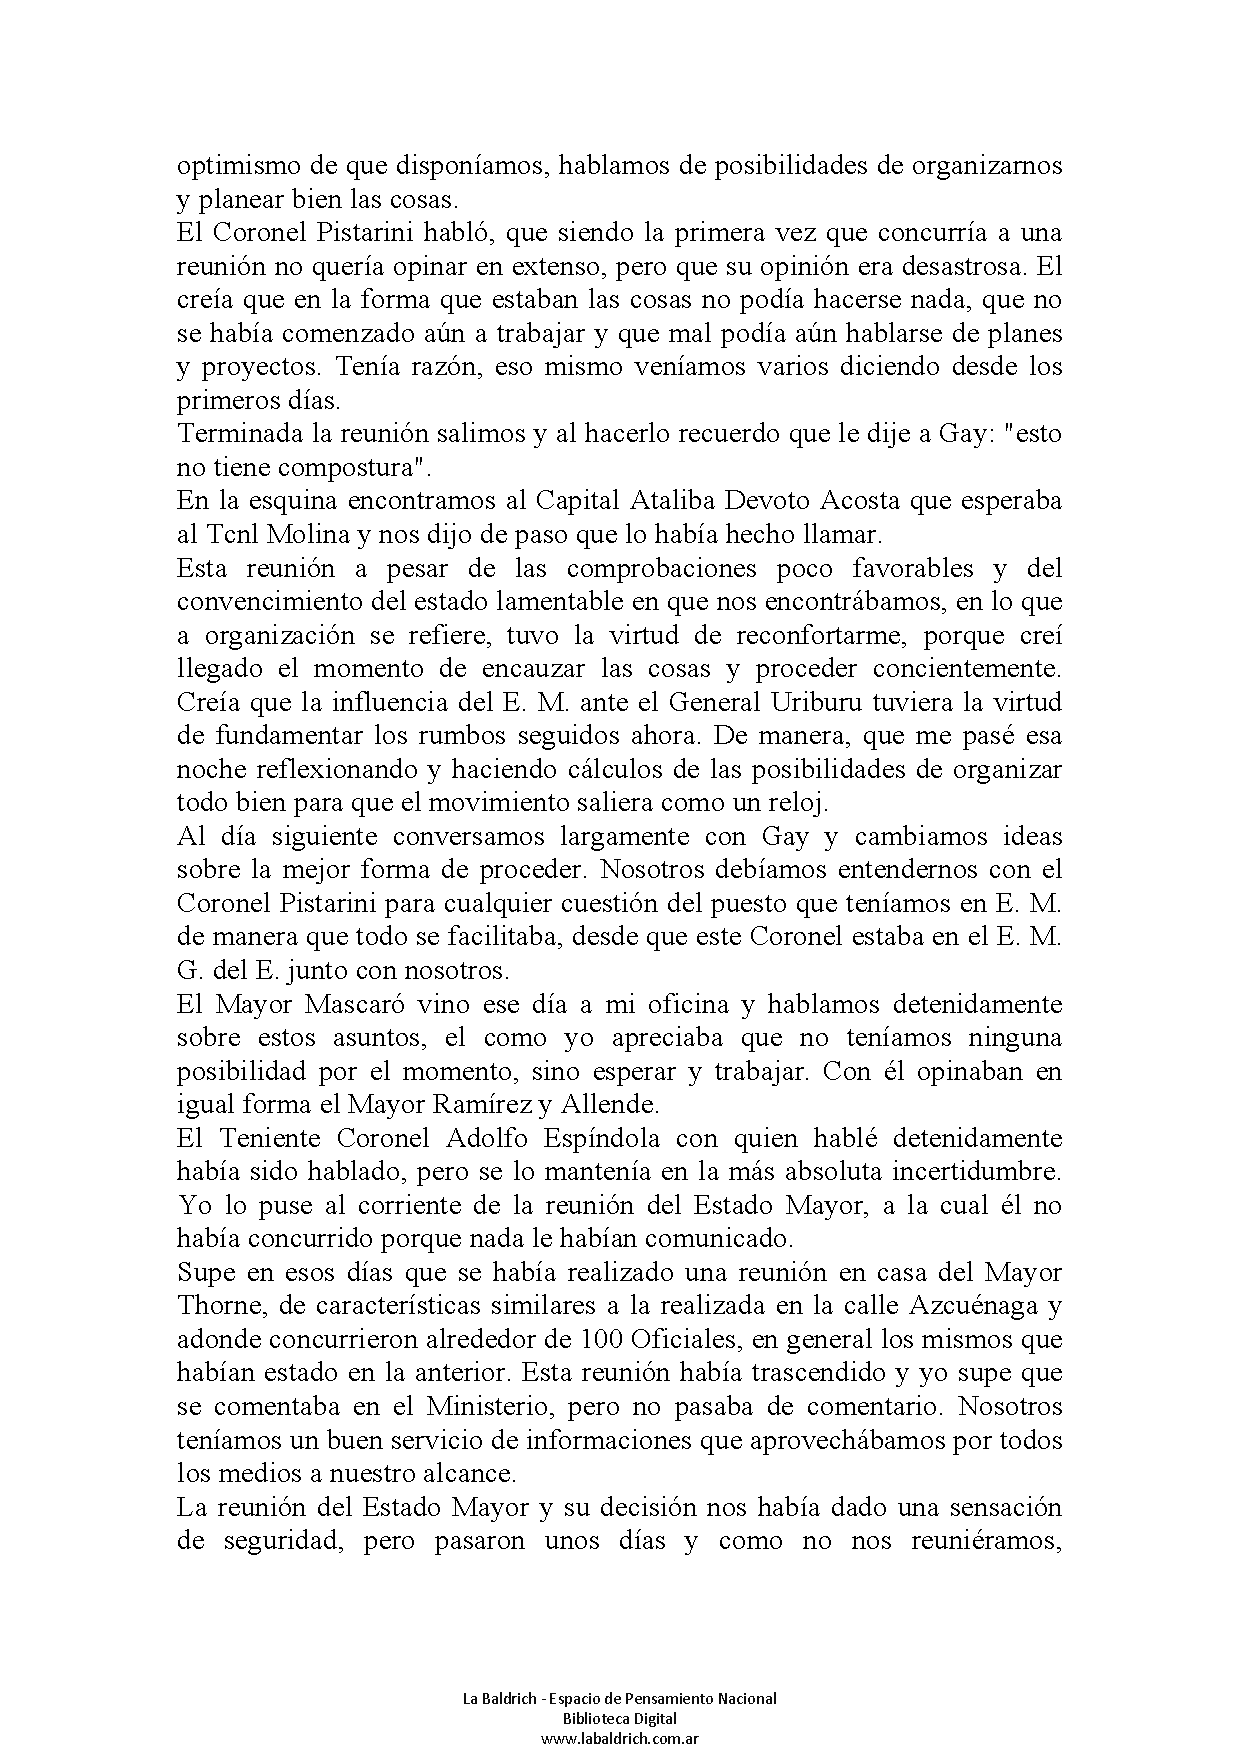 optimismo de que disponíamos, hablamos de posibilidades de organizarnos
y planear bien las cosas.
El Coronel Pistarini habló, que siendo la primera vez que concurría a una
reunión no quería opinar en extenso, pero que su opinión era desastrosa. El
creía que en la forma que estaban las cosas no podía hacerse nada, que no
se había comenzado aún a trabajar y que mal podía aún hablarse de planes
y proyectos. Tenía razón, eso mismo veníamos varios diciendo desde los
primeros días.
Terminada la reunión salimos y al hacerlo recuerdo que le dije a Gay: "esto
no tiene compostura".
En la esquina encontramos al Capital Ataliba Devoto Acosta que esperaba
al Tcnl Molina y nos dijo de paso que lo había hecho llamar.
Esta reunión a pesar de las comprobaciones poco favorables y del
convencimiento del estado lamentable en que nos encontrábamos, en lo que
a organización se refiere, tuvo la virtud de reconfortarme, porque creí
llegado el momento de encauzar las cosas y proceder concientemente.
Creía que la influencia del E. M. ante el General Uriburu tuviera la virtud
de fundamentar los rumbos seguidos ahora. De manera, que me pasé esa
noche reflexionando y haciendo cálculos de las posibilidades de organizar
todo bien para que el movimiento saliera como un reloj.
Al día siguiente conversamos largamente con Gay y cambiamos ideas
sobre la mejor forma de proceder. Nosotros debíamos entendernos con el
Coronel Pistarini para cualquier cuestión del puesto que teníamos en E. M.
de manera que todo se facilitaba, desde que este Coronel estaba en el E. M.
G. del E. junto con nosotros.
El Mayor Mascaró vino ese día a mi oficina y hablamos detenidamente
sobre estos asuntos, el como yo apreciaba que no teníamos ninguna
posibilidad por el momento, sino esperar y trabajar. Con él opinaban en
igual forma el Mayor Ramírez y Allende.
El Teniente Coronel Adolfo Espíndola con quien hablé detenidamente
había sido hablado, pero se lo mantenía en la más absoluta incertidumbre.
Yo lo puse al corriente de la reunión del Estado Mayor, a la cual él no
había concurrido porque nada le habían comunicado.
Supe en esos días que se había realizado una reunión en casa del Mayor
Thorne, de características similares a la realizada en la calle Azcuénaga y
adonde concurrieron alrededor de 100 Oficiales, en general los mismos que
habían estado en la anterior. Esta reunión había trascendido y yo supe que
se comentaba en el Ministerio, pero no pasaba de comentario. Nosotros
teníamos un buen servicio de informaciones que aprovechábamos por todos
los medios a nuestro alcance.
La reunión del Estado Mayor y su decisión nos había dado una sensación
de seguridad, pero pasaron unos días y como no nos reuniéramos,
La Baldrich - Espacio de Pensamiento Nacional
Biblioteca Digital
www.labaldrich.com.ar